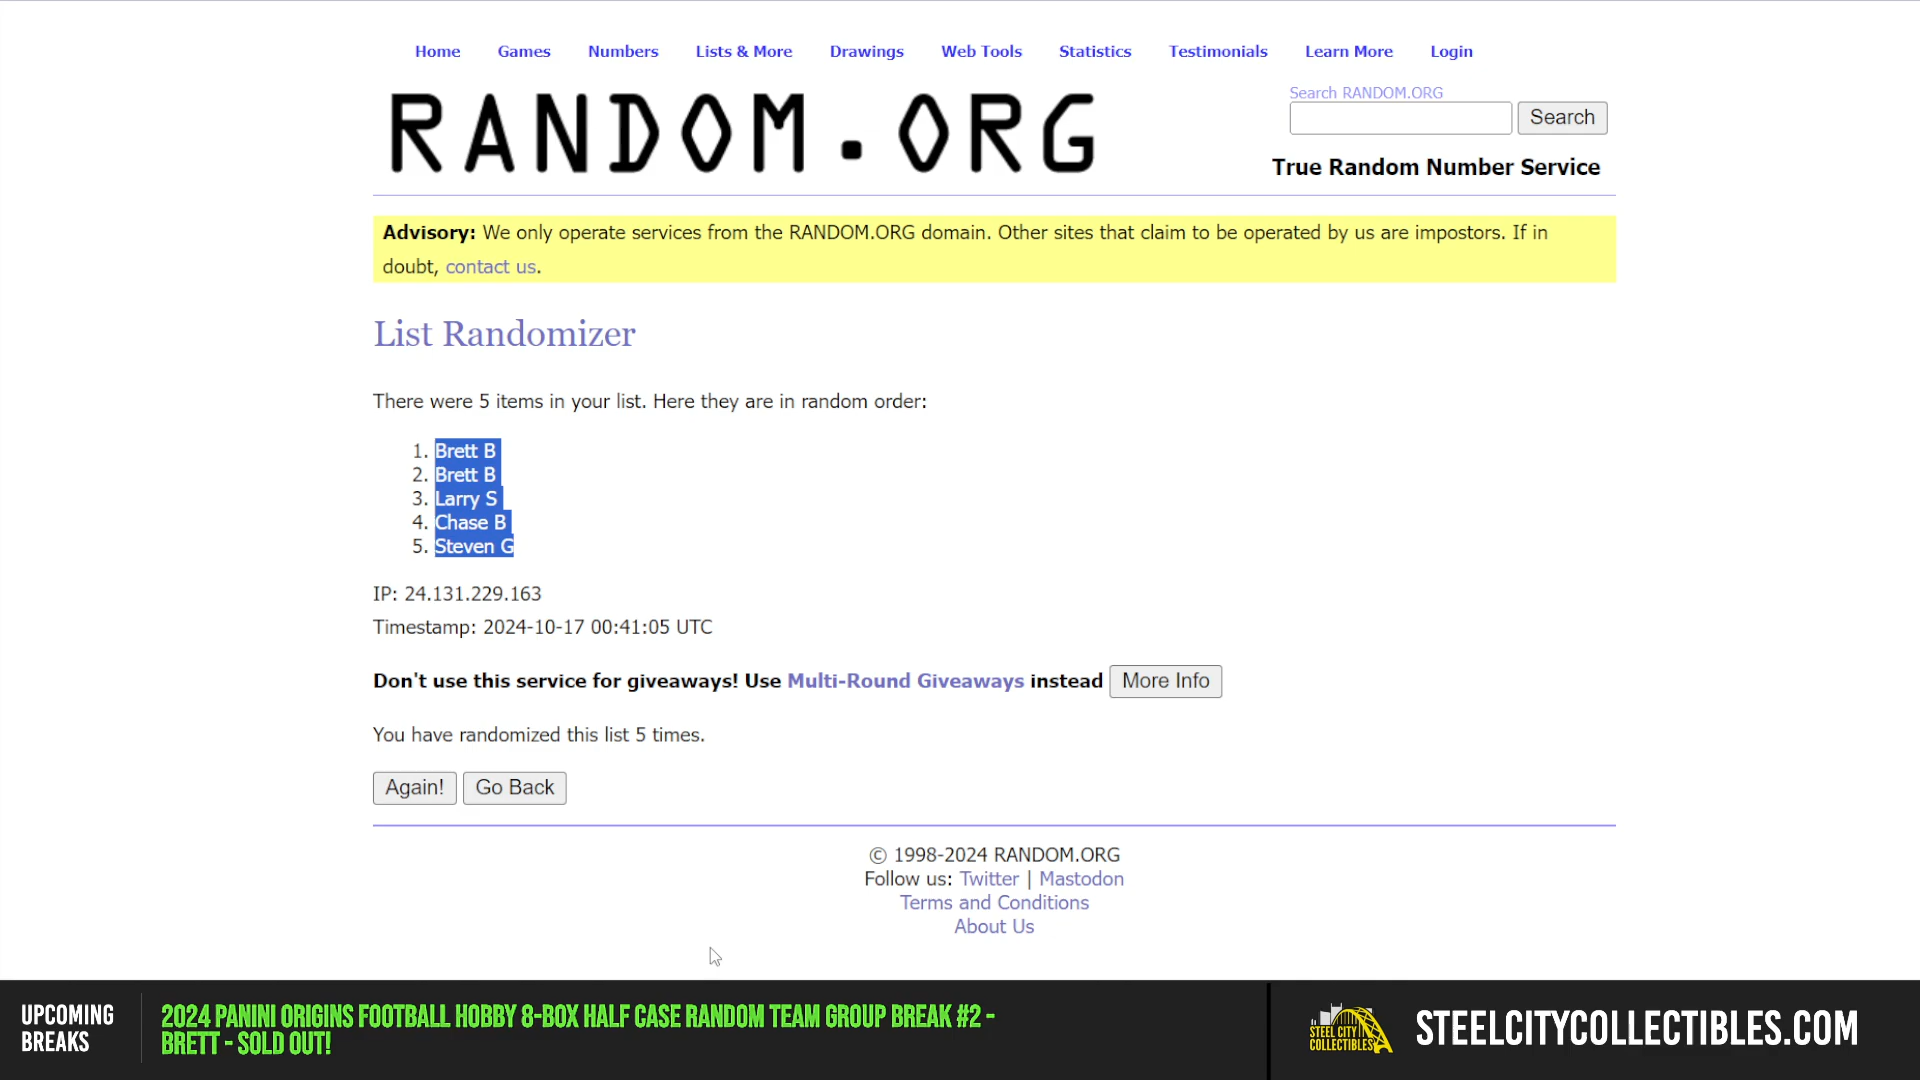 Home Games Numbers Lists & More Drawings Web Tools Statistics Testimonials Learn More Login
RANDOM.ORG
Search RANDOM.ORG
Search
True Random Number Service
Advisory: We only operate services from the RANDOM.ORG domain. Other sites that claim to be operated by us are impostors. If in
doubt, contact us.
List Randomizer
There were 5 items in your list. Here they are in random order:
1. Brett B
2. Brett B
3. Larry S
4. Chase B
5. Steven G
IP: 24.131.229.163
Timestamp: 2024-10-17 00:41:05 UTC
Don't use this service for giveaways! Use Multi-Round Giveaways instead More Info
You have randomized this list 5 times.
Again! Go Back
© 1998-2024 RANDOM.ORG
Follow us: Twitter | Mastodon
Terms and Conditions
About Us
UPCOMING
BREAKS
2024 PANINI ORIGINS FOOTBALL HOBBY 8-BOX HALF CASE RANDOM TEAM GROUP BREAK #2 -
BRETT - SOLD OUT!
STEEL CITY
COLLECTIBLES
STEELCITYCOLLECTIBLES.COM